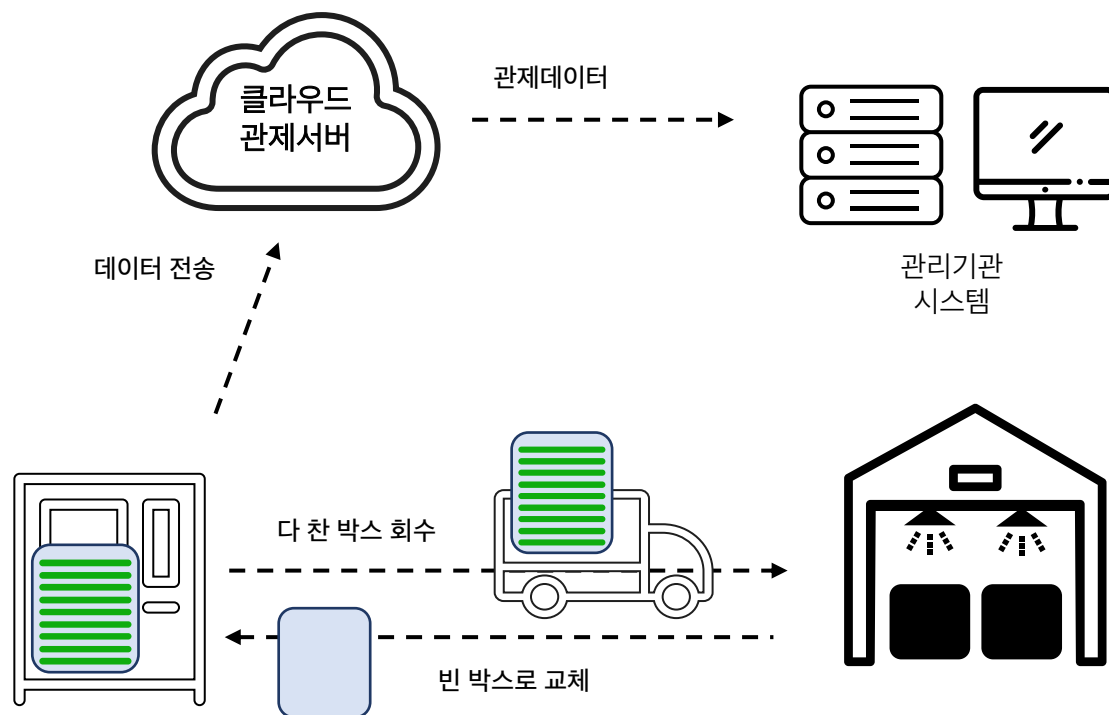 클라우드
관제서버
관제데이터
데이터 전송
관리기관
시스템
다 찬 박스 회수
빈 박스로 교체